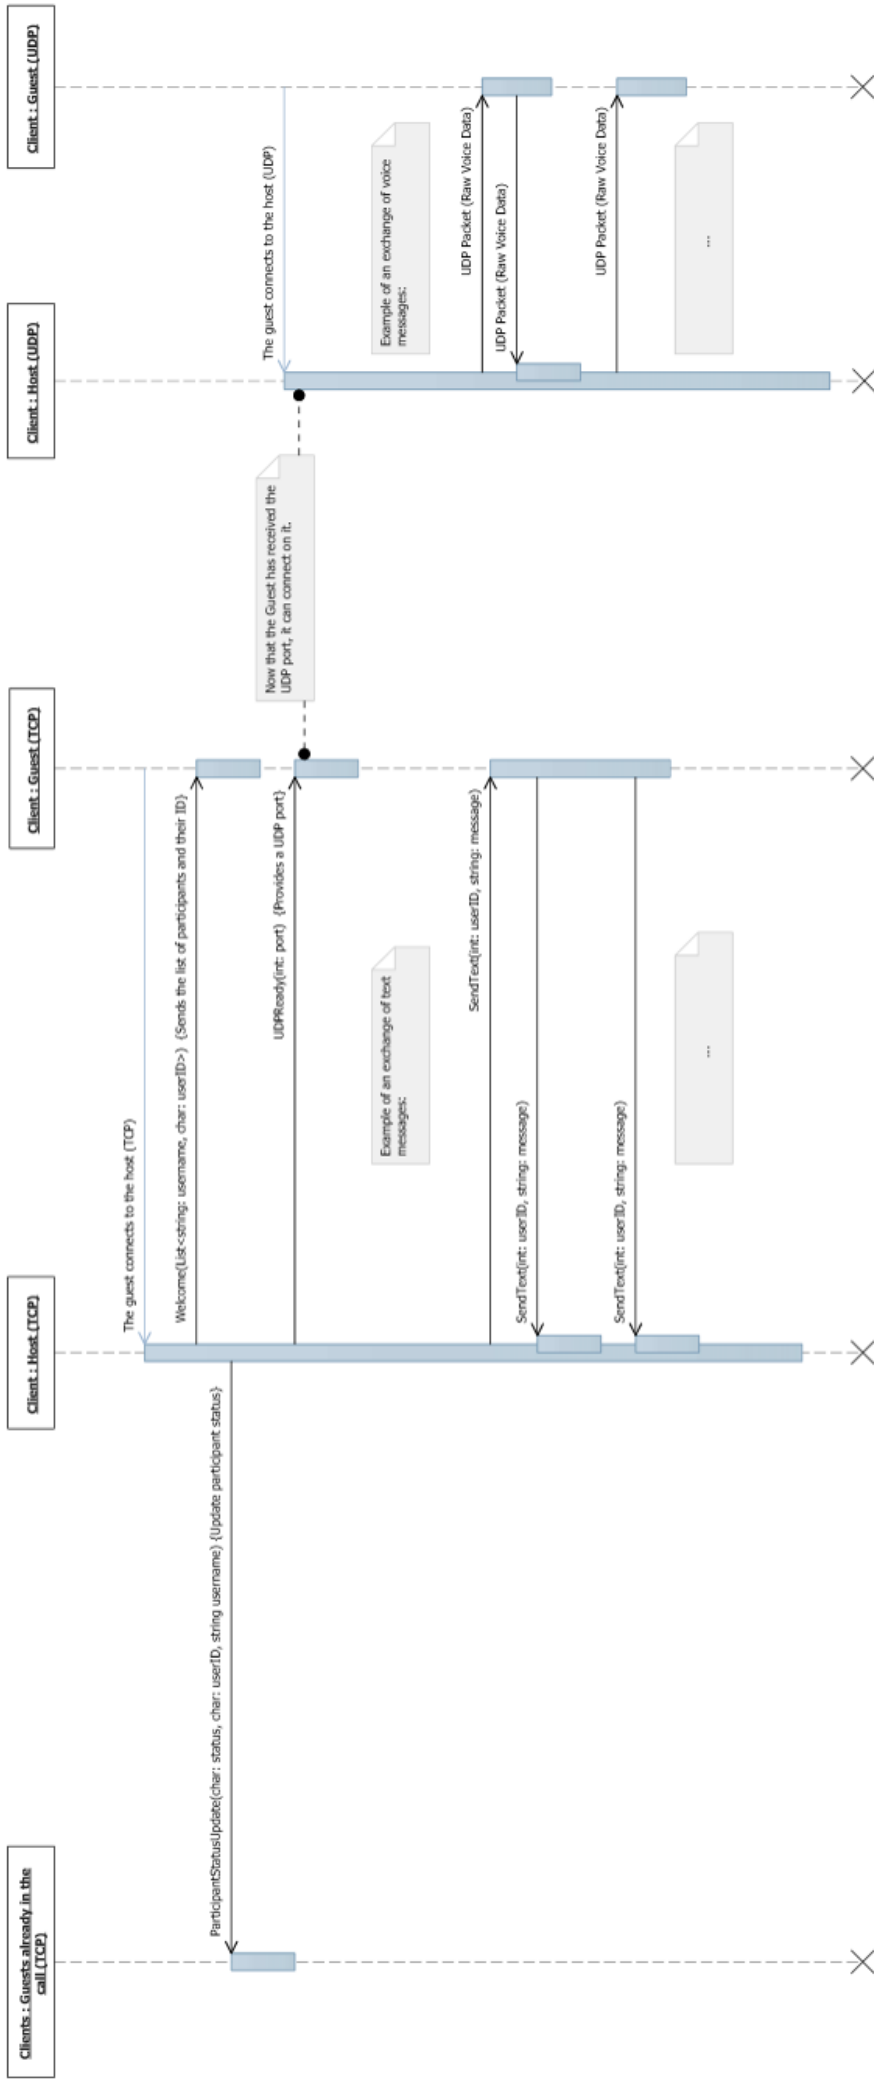 Clients : Guests already in the
call (TCP)
Client : Host (TCP)
Client : Guest (TCP)
Client : Host (UDP)
Client : Guest (UDP)
The guest connects to the host (TCP)
Welcome(List<string: username, char: userID>) {Sends the list of participants and their ID}
ParticipantStatusUpdate(char: status, char: userID, string username) {Update participant status}
Now that the Guest has received the
UDP port, it can connect on it.
The guest connects to the host (UDP)
UDPReady(int: port) {Provides a UDP port}
Example of an exchange of text
messages:
Example of an exchange of voice
messages:
UDP Packet (Raw Voice Data)
SendText(int: userID, string: message)
UDP Packet (Raw Voice Data)
SendText(int: userID, string: message)
UDP Packet (Raw Voice Data)
SendText(int: userID, string: message)
...
...